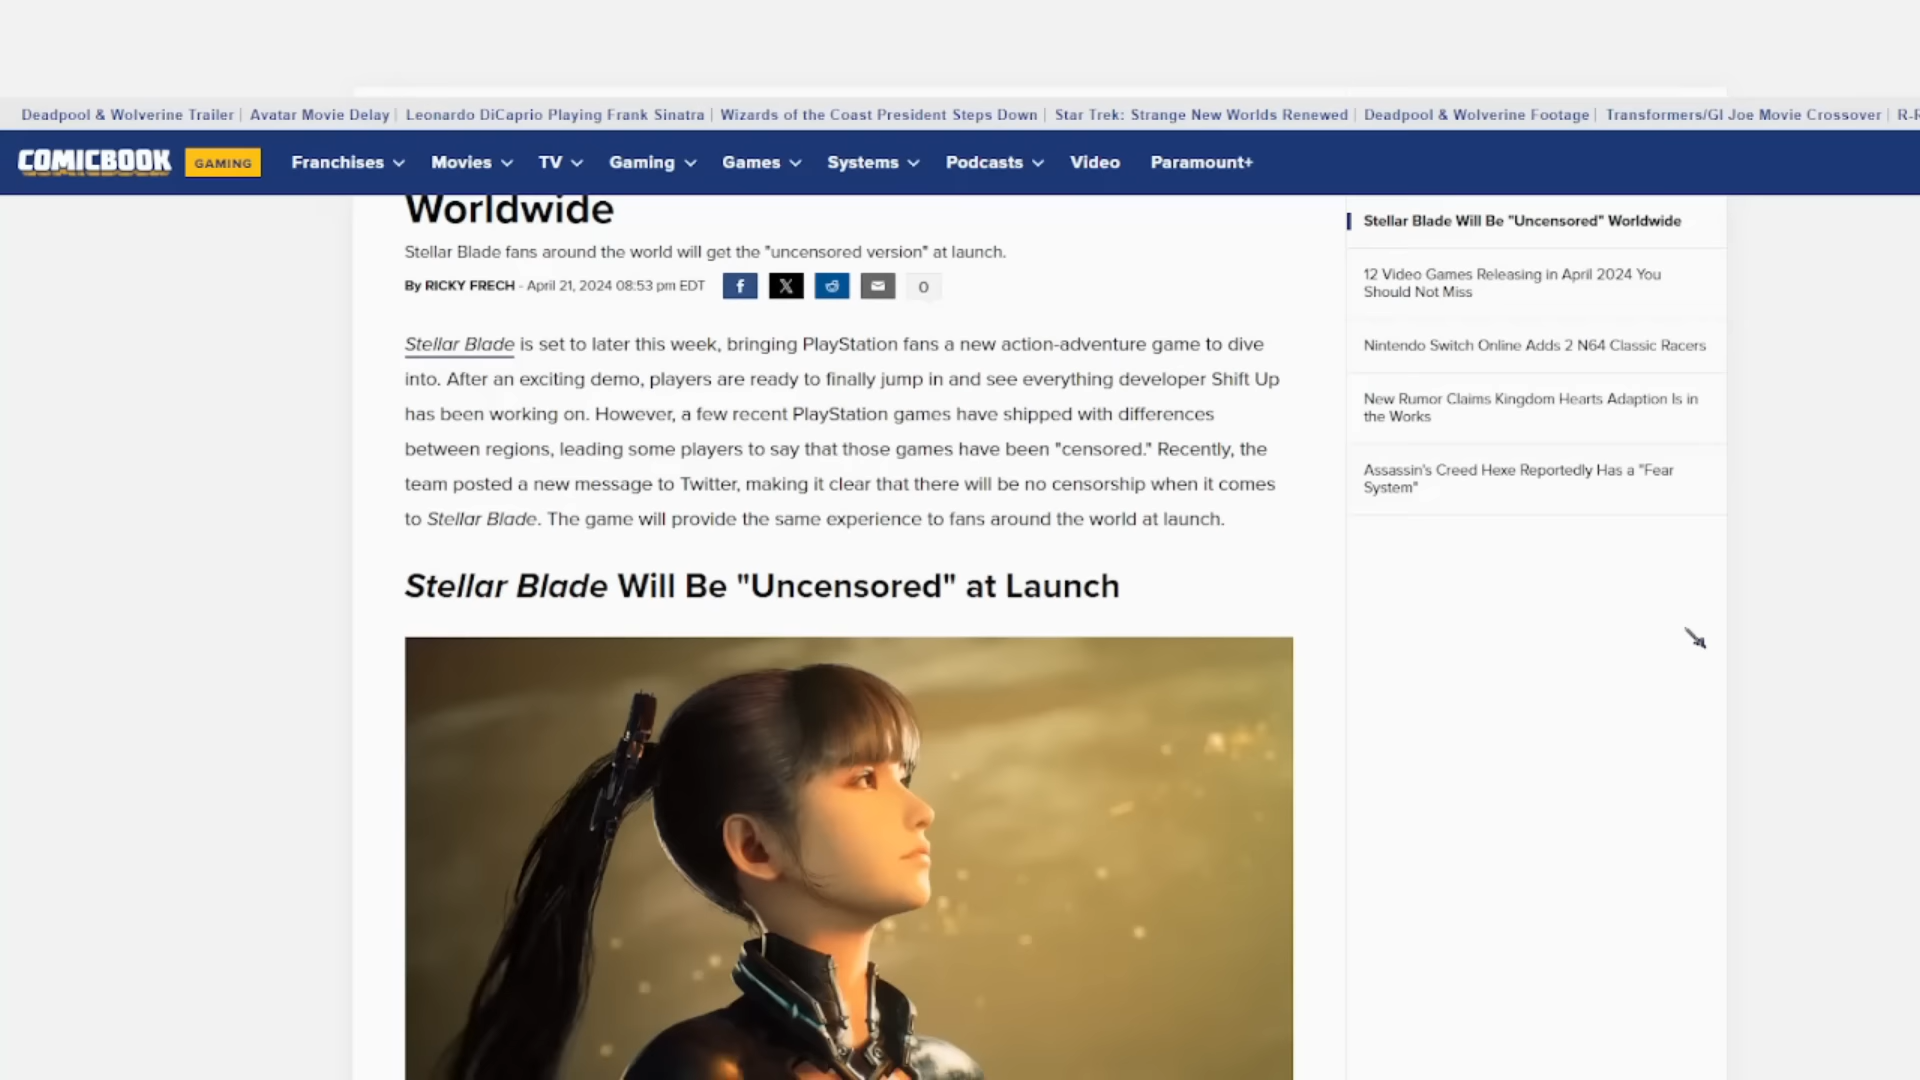 Deadpool & Wolverine Trailer | Avatar Movie Delay | Leonardo DiCaprio Playing Frank Sinatra | Wizards of the Coast President Steps Down | Star Trek: Strange New Worlds Renewed | Deadpool & Wolverine Footage | Transformers/GI Joe Movie Crossover |
COMICBOOK GAMING Franchises Movies TV Gaming Games Systems Podcasts Video Paramount+
Worldwide
Stellar Blade fans around the world will get the "uncensored version" at launch.
By RICKY FRECH - April 21, 2024 08:53 pm EDT 0
Stellar Blade is set to later this week, bringing PlayStation fans a new action-adventure game to dive
into. After an exciting demo, players are ready to finally jump in and see everything developer Shift Up
has been working on. However, a few recent PlayStation games have shipped with differences
between regions, leading some players to say that those games have been "censored." Recently, the
team posted a new message to Twitter, making it clear that there will be no censorship when it comes
to Stellar Blade. The game will provide the same experience to fans around the world at launch.
Stellar Blade Will Be "Uncensored" at Launch
Stellar Blade Will Be "Uncensored" Worldwide
12 Video Games Releasing in April 2024 You
Should Not Miss
Nintendo Switch Online Adds 2 N64 Classic Racers
New Rumor Claims Kingdom Hearts Adaption Is in
the Works
Assassin's Creed Hexe Reportedly Has a "Fear
System"